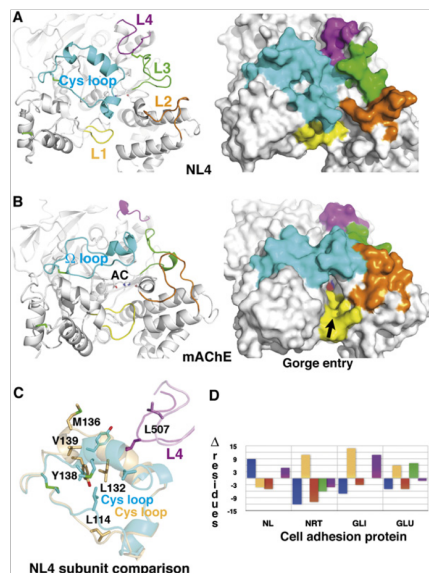 A
L4
Cys loop
L3
L2
L1
NL4
B
Ω loop
AC
mAChE
Gorge entry
C
M136
V139
Y138
L507
L4
L132
Cys loop
Cys loop
L114
NL4 subunit comparison
D
Δ residues
15
9
3
-3
-9
-15
NL NRT GLI GLU
Cell adhesion protein